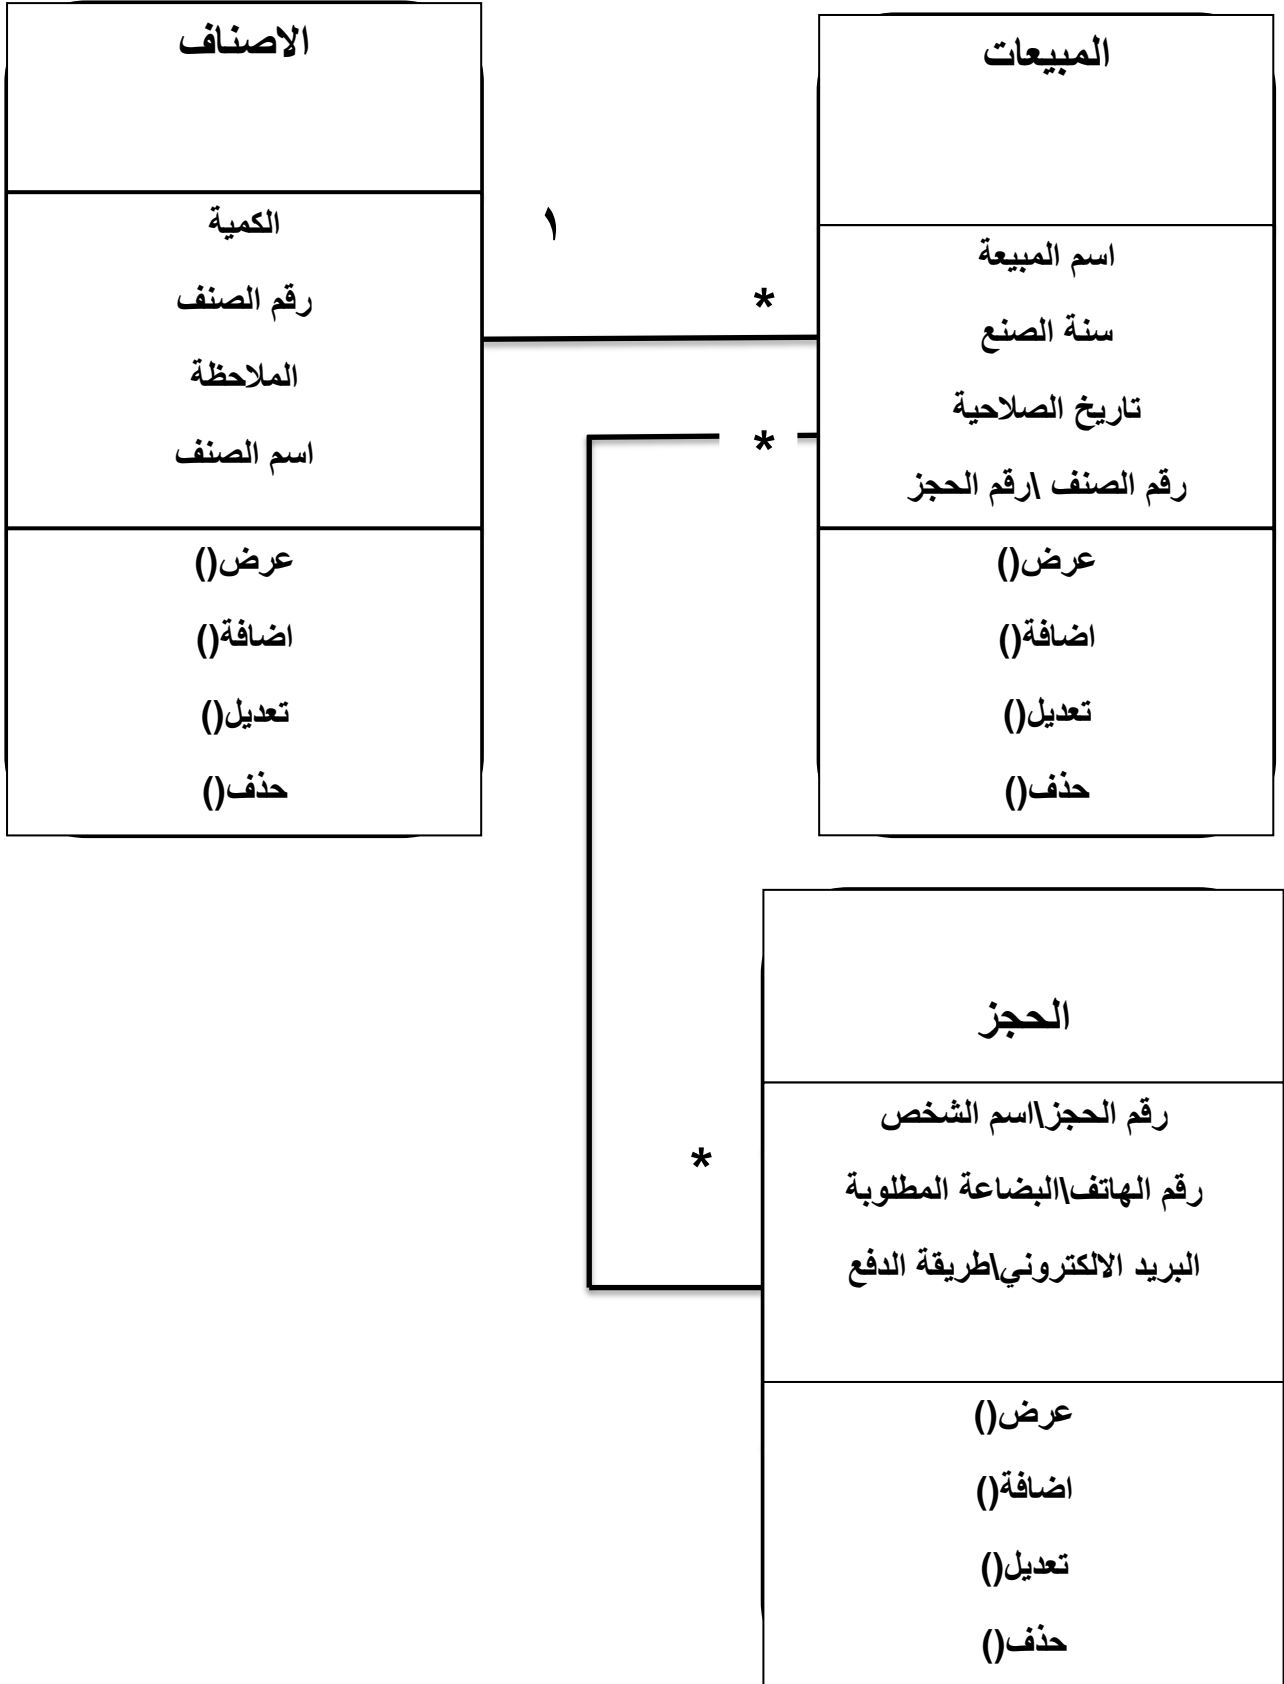 المبيعات
اسم المبيعة
سنة الصنع
تاريخ الصلاحية
رقم الصنف \رقم الحجز
عرض()
اضافة()
تعديل()
حذف()
١
*
*
*
الاصناف
الكمية
رقم الصنف
الملاحظة
اسم الصنف
عرض()
اضافة()
تعديل()
حذف()
الحجز
رقم الحجز\اسم الشخص
رقم الهاتف\البضاعة المطلوبة
البريد الالكتروني\طريقة الدفع
عرض()
اضافة()
تعديل()
حذف()